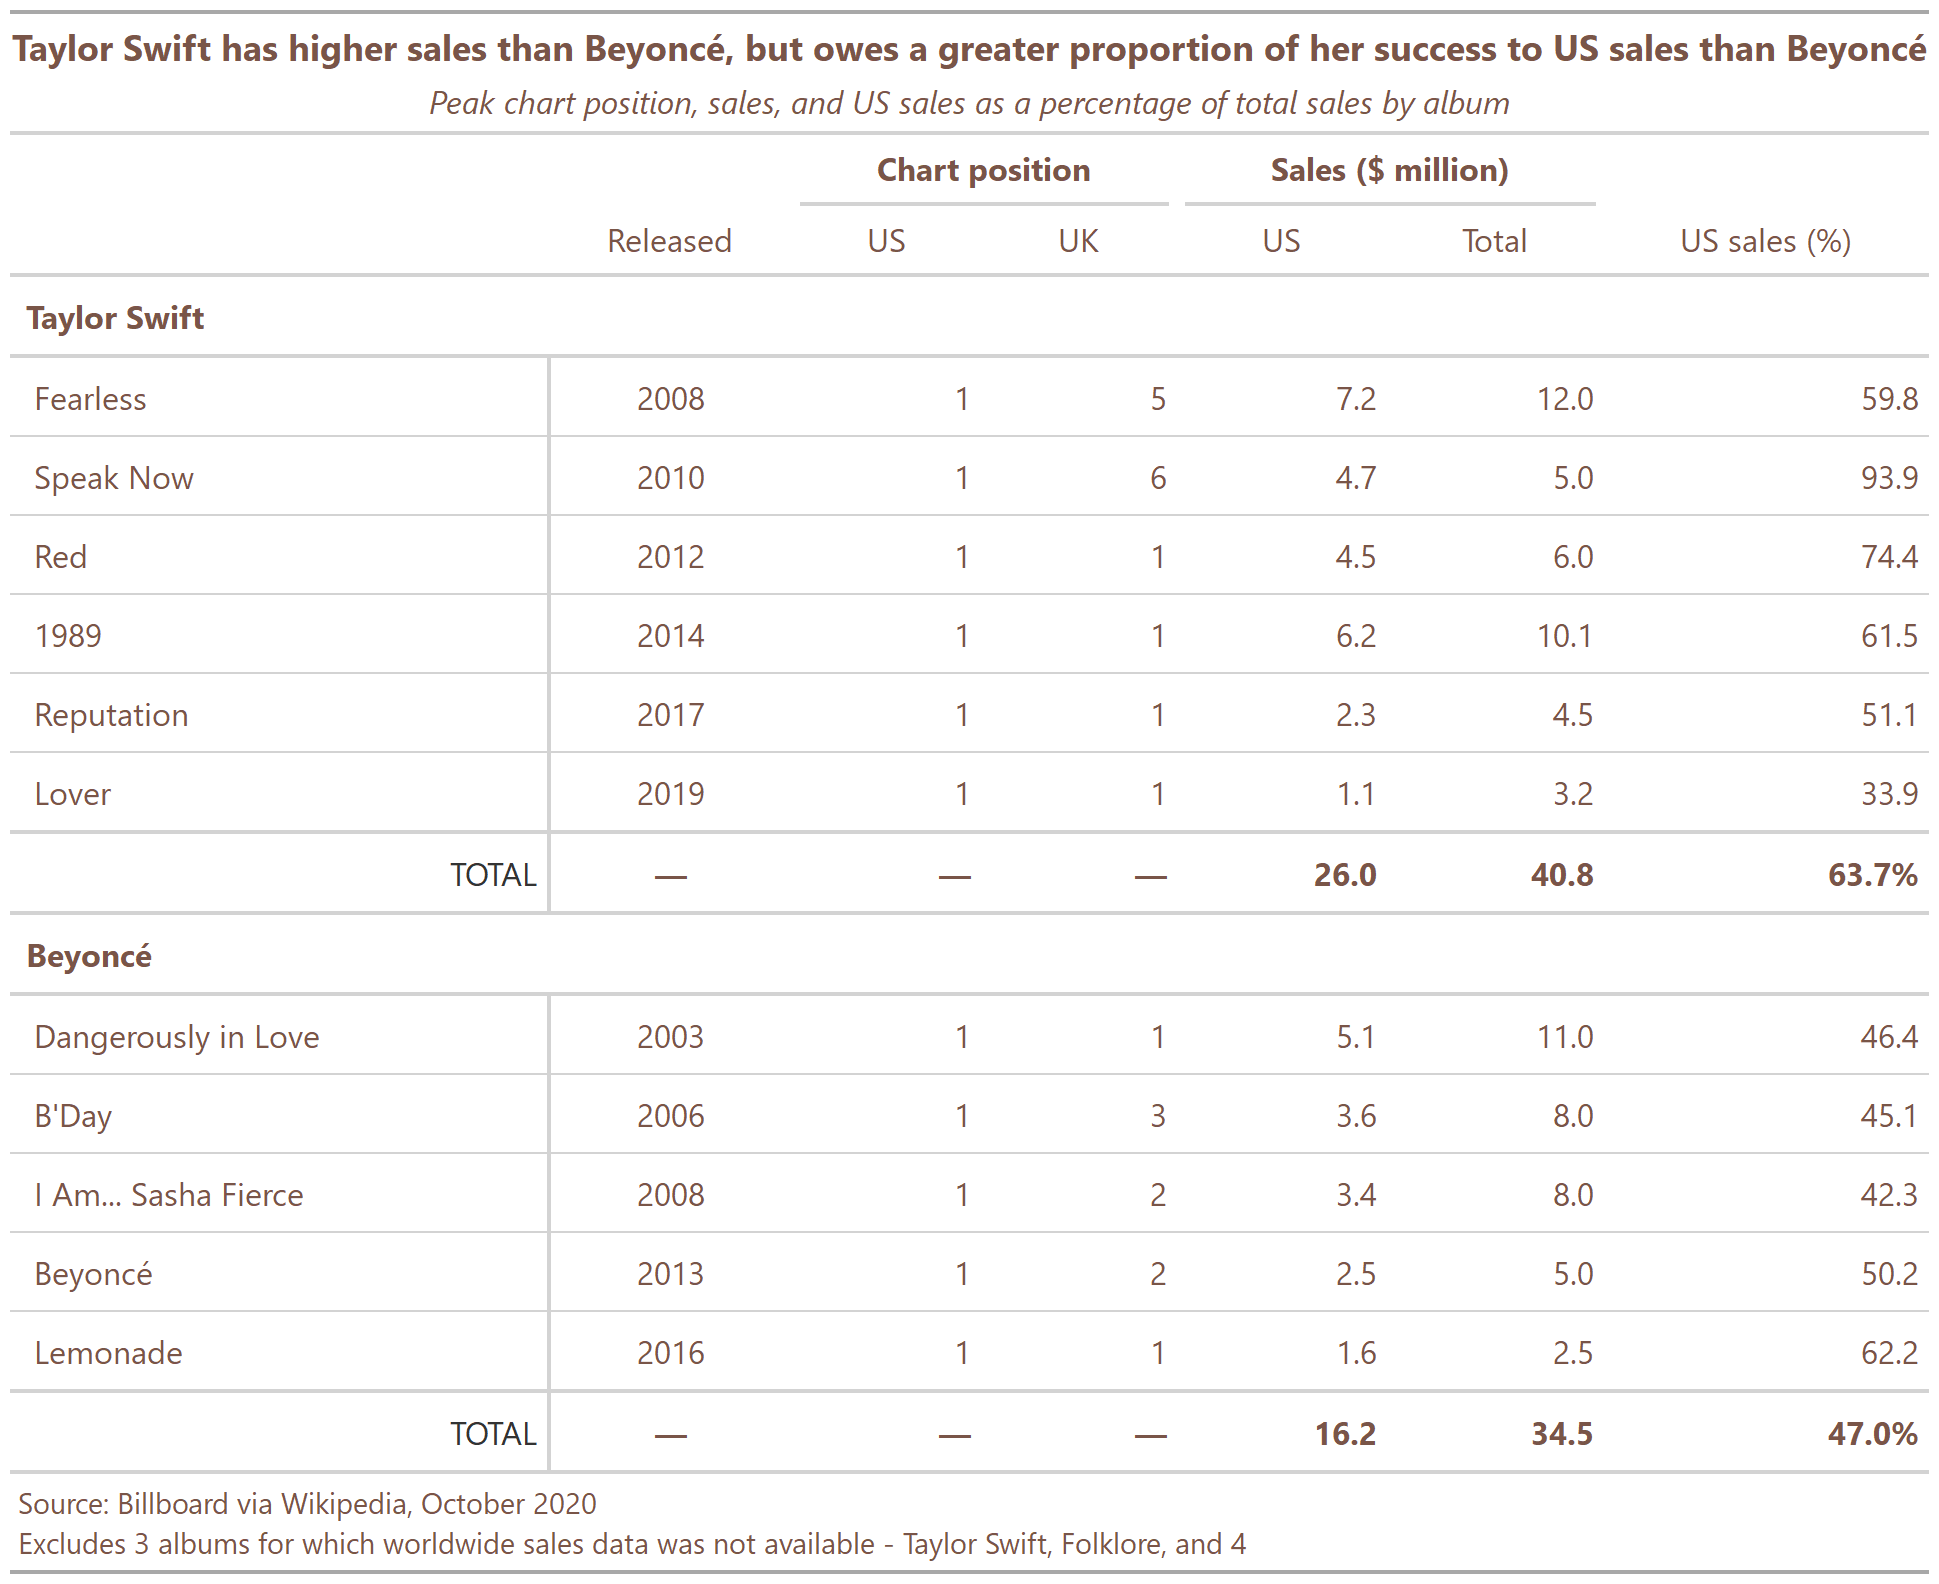 Taylor Swift has higher sales than Beyoncé, but owes a greater proportion of her success to US sales than Beyoncé
Peak chart position, sales, and US sales as a percentage of total sales by album
Chart position Sales ($ million)
Released US UK US Total US sales (%)
Taylor Swift
Fearless 2008 1 5 7.2 12.0 59.8
Speak Now 2010 1 6 4.7 5.0 93.9
Red 2012 1 1 4.5 6.0 74.4
1989 2014 1 1 6.2 10.1 61.5
Reputation 2017 1 1 2.3 4.5 51.1
Lover 2019 1 1 1.1 3.2 33.9
TOTAL — — — 26.0 40.8 63.7%
Beyoncé
Dangerously in Love 2003 1 1 5.1 11.0 46.4
B'Day 2006 1 3 3.6 8.0 45.1
I Am... Sasha Fierce 2008 1 2 3.4 8.0 42.3
Beyoncé 2013 1 2 2.5 5.0 50.2
Lemonade 2016 1 1 1.6 2.5 62.2
TOTAL — — — 16.2 34.5 47.0%
Source: Billboard via Wikipedia, October 2020
Excludes 3 albums for which worldwide sales data was not available - Taylor Swift, Folklore, and 4